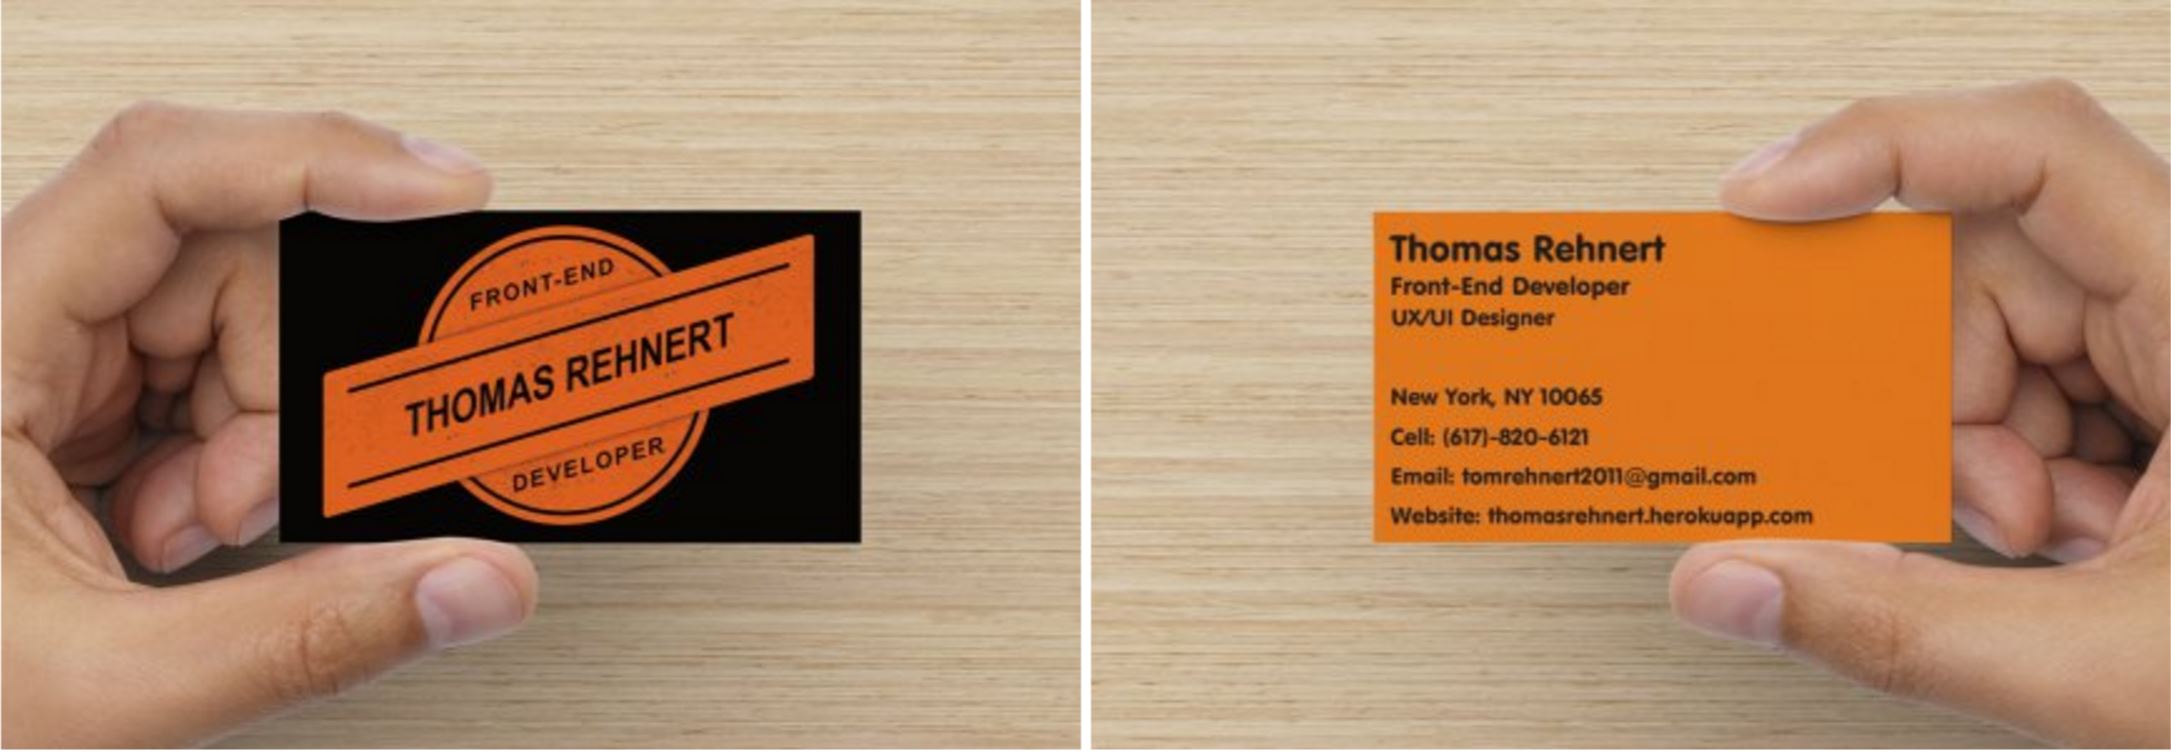 FRONT-END
THOMAS REHNERT
DEVELOPER
Thomas Rehnert
Front-End Developer
UX/UI Designer
New York, NY 10065
Cell: (617)-820-6121
Email: tomrehnert2011@gmail.com
Website: thomasrehnert.herokuapp.com